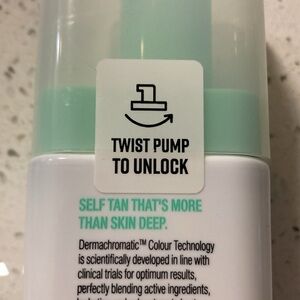 TWIST PUMP
TO UNLOCK
SELF TAN THAT'S MORE
THAN SKIN DEEP.
Dermachromatic™ Colour Technology
is scientifically developed in line with
clinical trials for optimum results,
perfectly blending active ingredients,